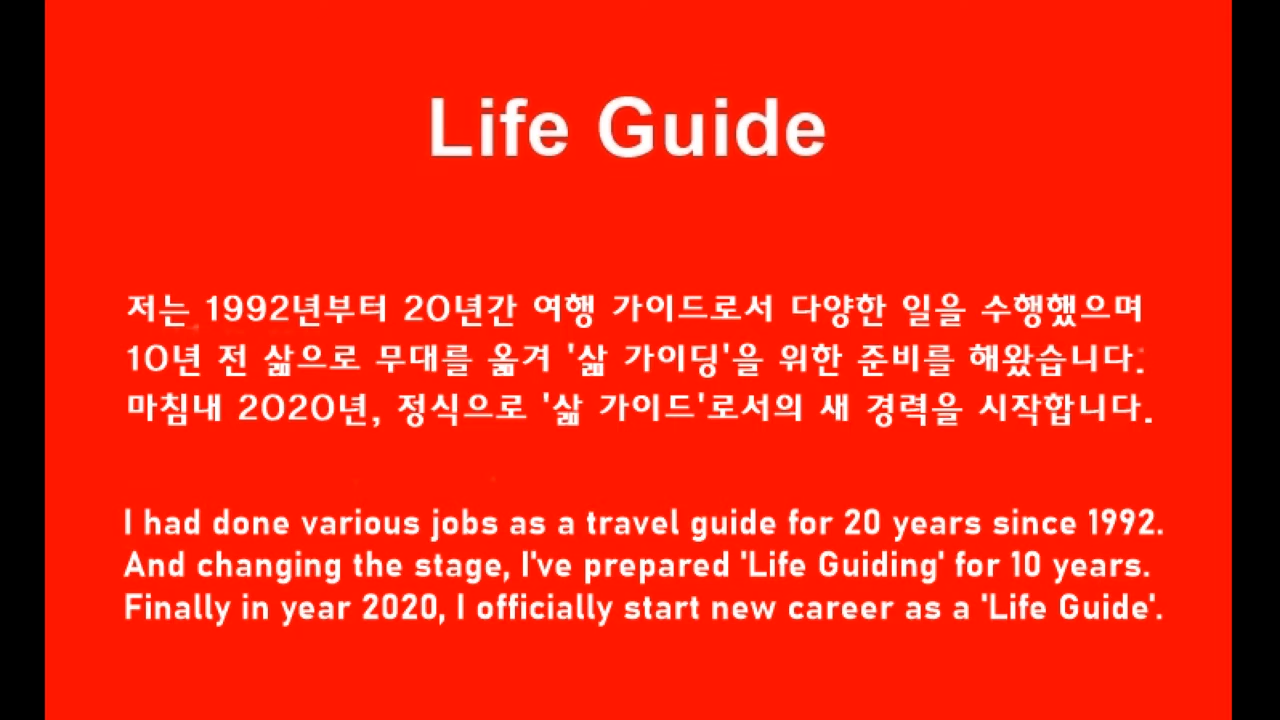 Life Guide
저는 1992년부터 20년간 여행 가이드로서 다양한 일을 수행했으며
10년 전 삶으로 무대를 옮겨 '삶 가이딩'을 위한 준비를 해왔습니다.
마침내 2020년, 정식으로 '삶 가이드'로서의 새 경력을 시작합니다.
I had done various jobs as a travel guide for 20 years since 1992.
And changing the stage, I've prepared 'Life Guiding' for 10 years.
Finally in year 2020, I officially start new career as a 'Life Guide'.